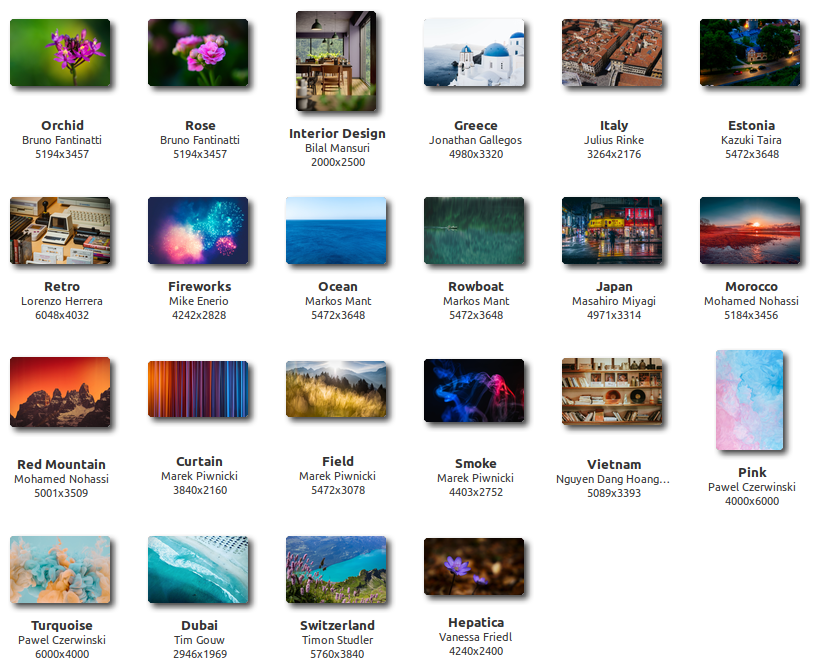 Orchid
Bruno Fantinatti
5194x3457
Rose
Bruno Fantinatti
5194x3457
Interior Design
Bilal Mansuri
2000x2500
Greece
Jonathan Gallegos
4980x3320
Italy
Julius Rinke
3264x2176
Estonia
Kazuki Taira
5472x3648
Retro
Lorenzo Herrera
6048x4032
Fireworks
Mike Enerio
4242x2828
Ocean
Markos Mant
5472x3648
Rowboat
Markos Mant
5472x3648
Japan
Masahiro Miyagi
4971x3314
Morocco
Mohamed Nohassi
5184x3456
Red Mountain
Mohamed Nohassi
5001x3509
Curtain
Marek Piwnicki
3840x2160
Field
Marek Piwnicki
5472x3078
Smoke
Marek Piwnicki
4403x2752
Vietnam
Nguyen Dang Hoang...
5089x3393
Pink
Pawel Czerwinski
4000x6000
Turquoise
Pawel Czerwinski
6000x4000
Dubai
Tim Gouw
2946x1969
Switzerland
Timon Studler
5760x3840
Hepatica
Vanessa Friedl
4240x2400